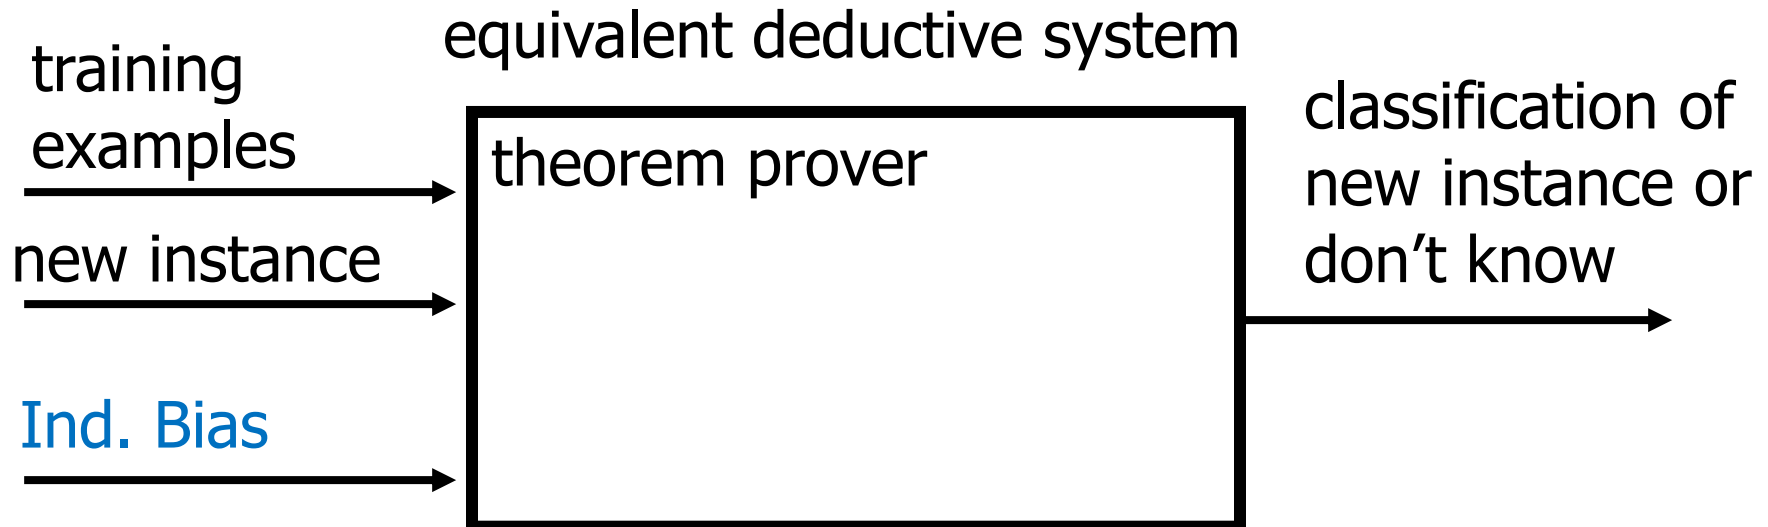 equivalent deductive system
training
examples
new instance
Ind. Bias
theorem prover
classification of
new instance or
don’t know